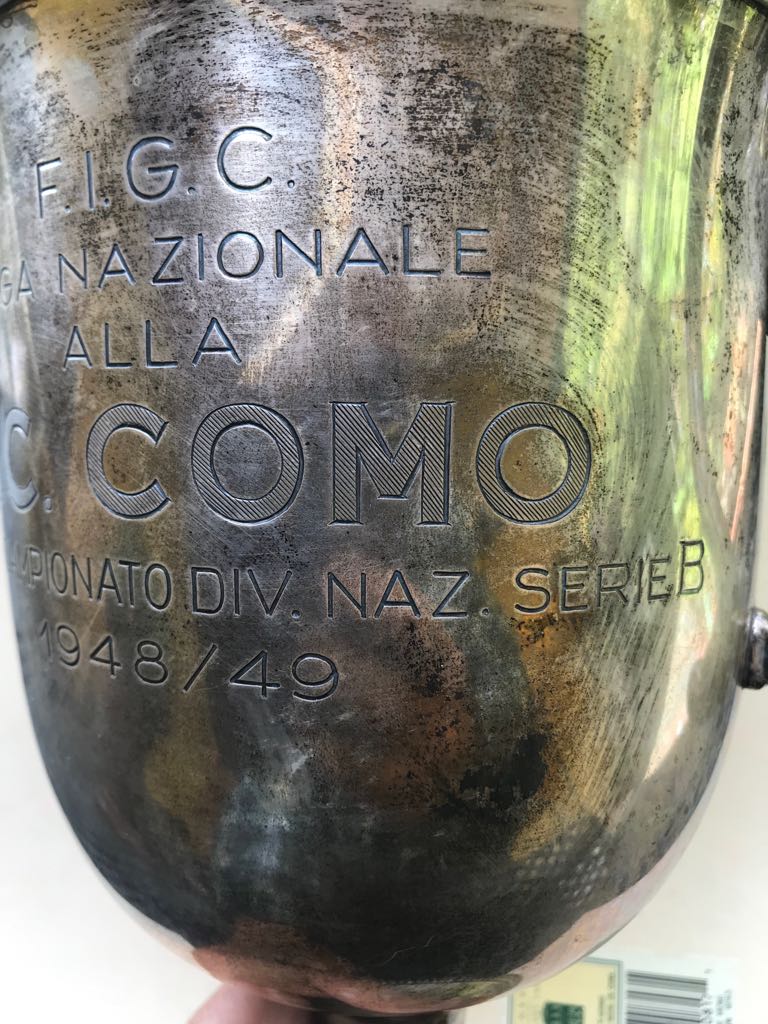 F.I.G.C.
GA NAZIONALE
ALLA
C. COMO
MPIONATO DIV. NAZ. SERIE B
1948/49